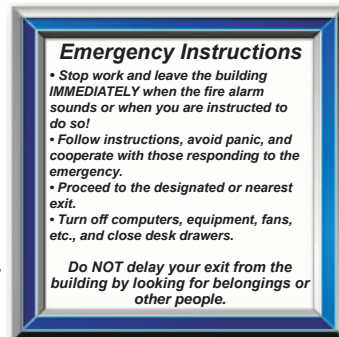 Emergency Instructions
• Stop work and leave the building
IMMEDIATELY when the fire alarm
sounds or when you are instructed to
do so!
• Follow instructions, avoid panic, and
cooperate with those responding to the
emergency.
• Proceed to the designated or nearest
exit.
• Turn off computers, equipment, fans,
etc., and close desk drawers.
Do NOT delay your exit from the
building by looking for belongings or
other people.